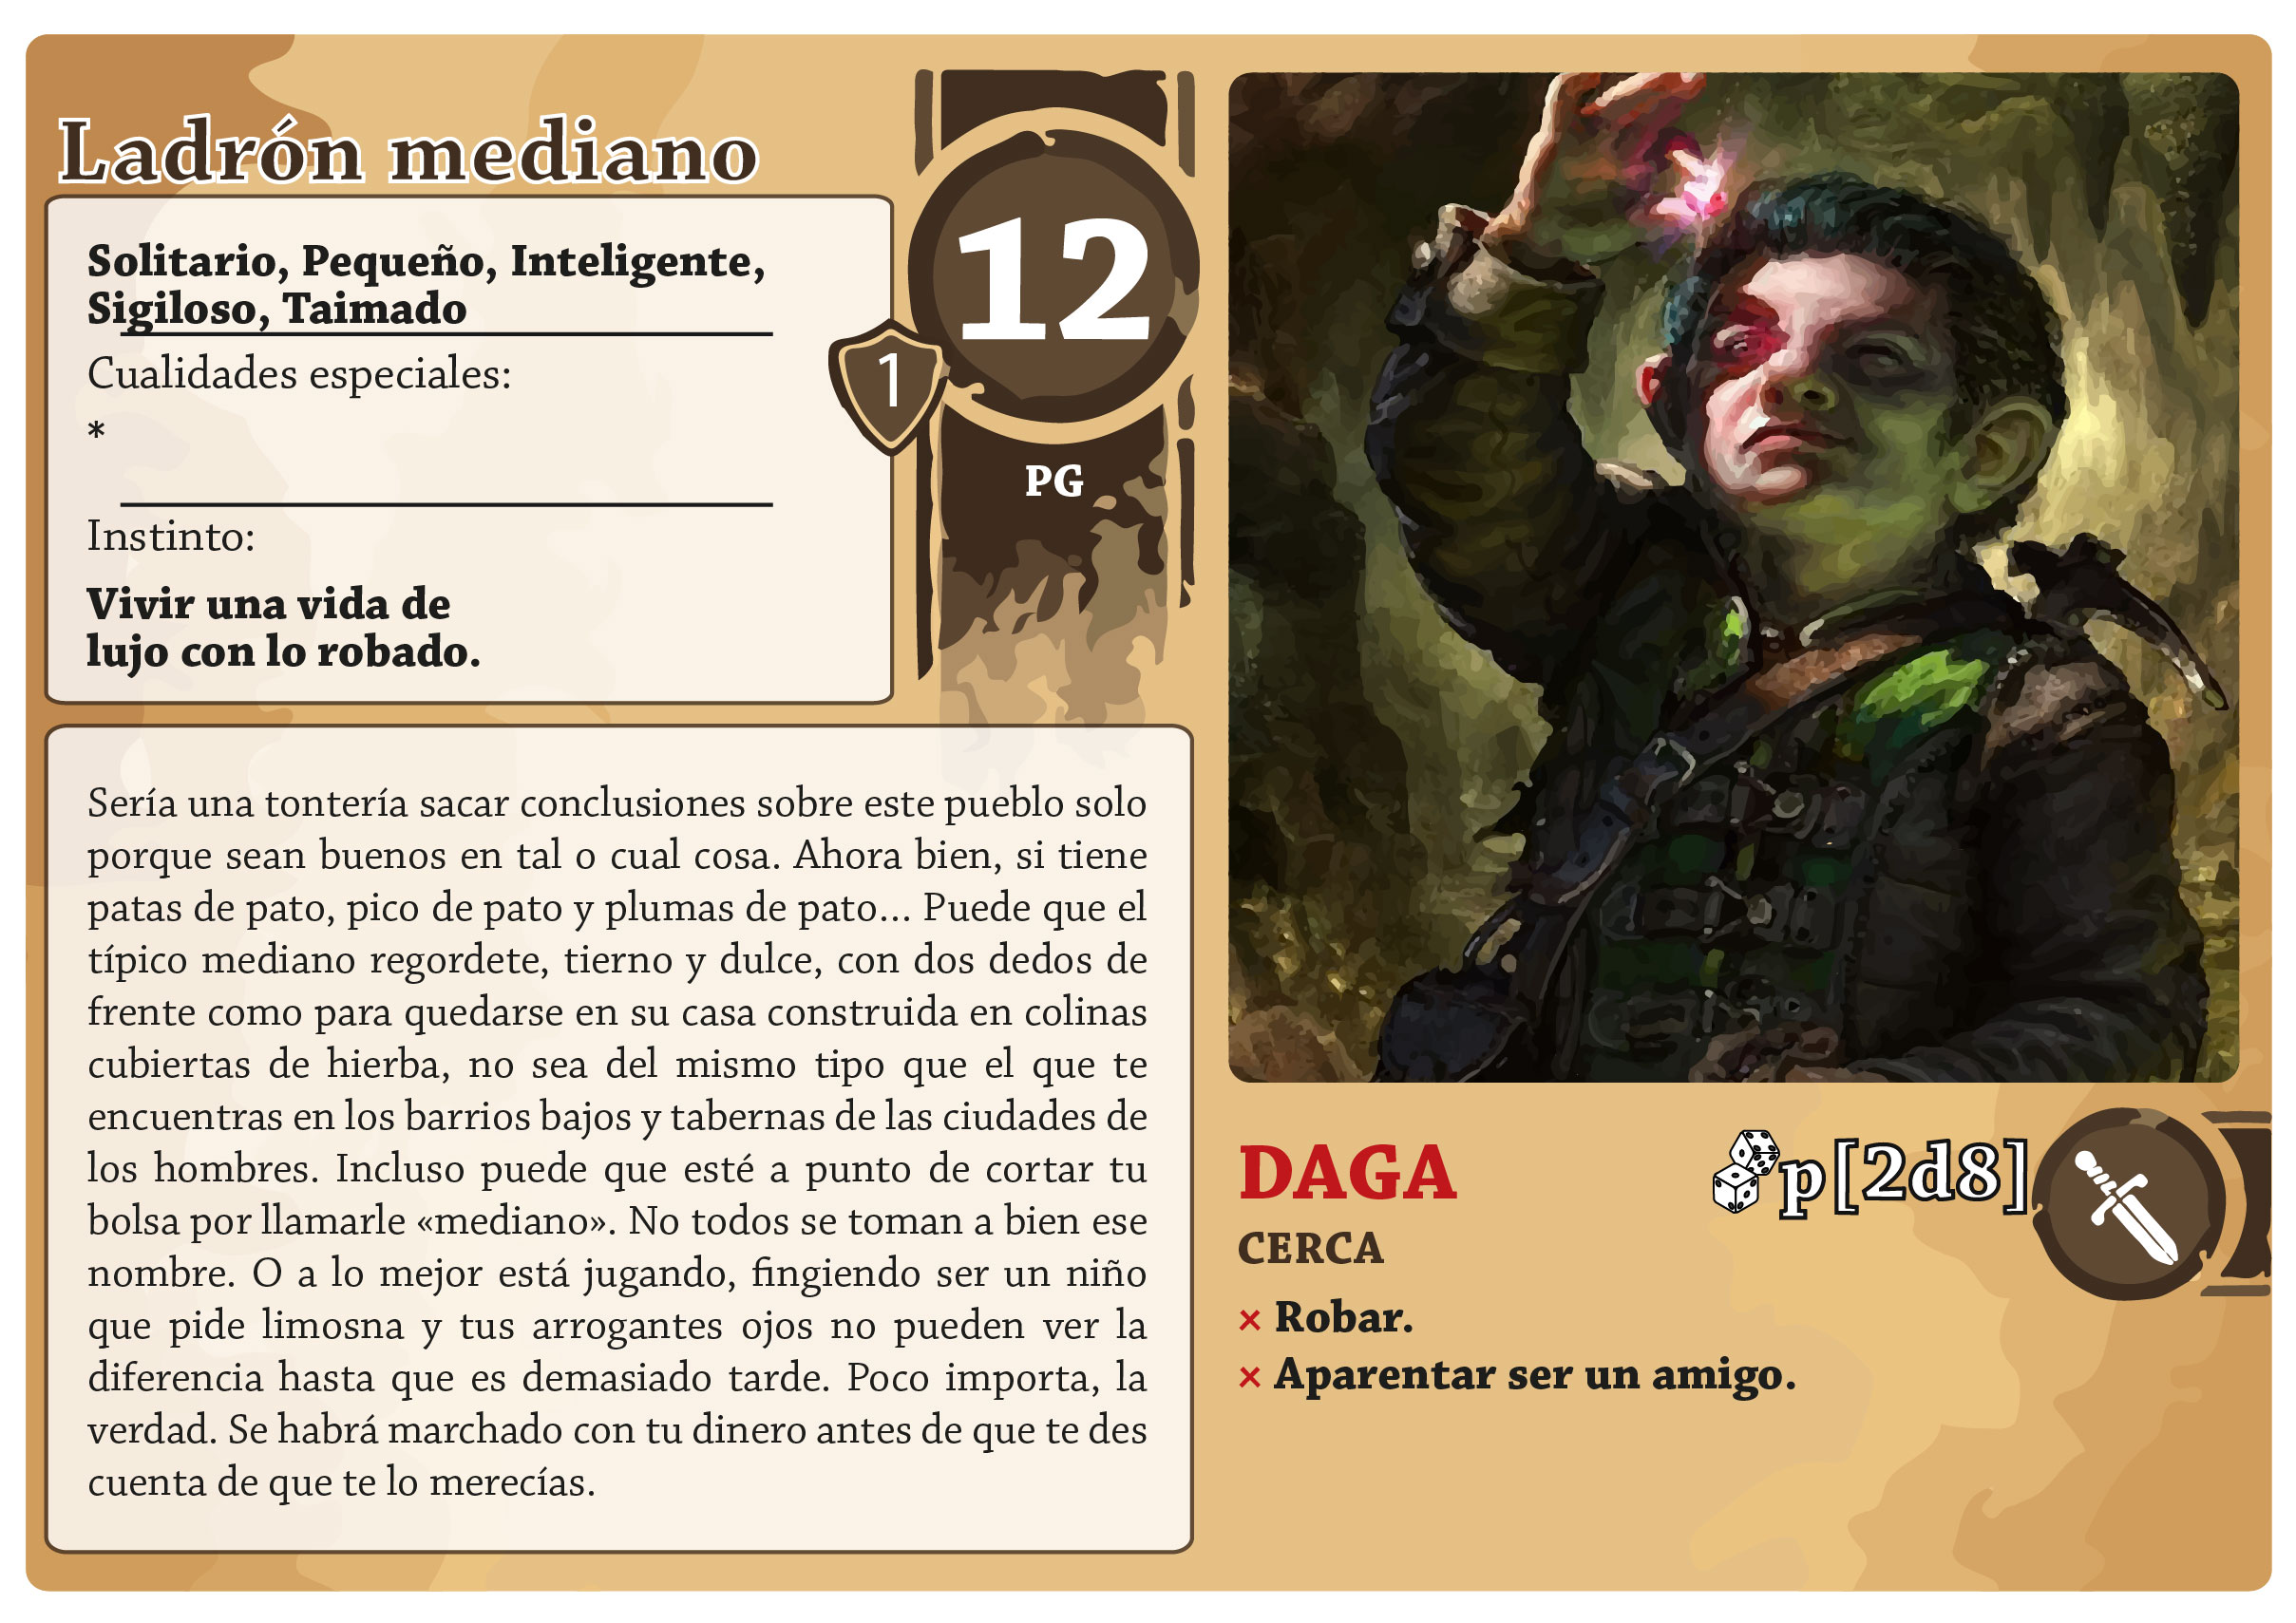 Ladrón mediano
Solitario, Pequeño, Inteligente,
Sigiloso, Taimado
Cualidades especiales:
*
Instinto:
Vivir una vida de
lujo con lo robado.
12
1
PG
Sería una tontería sacar conclusiones sobre este pueblo solo
porque sean buenos en tal o cual cosa. Ahora bien, si tiene
patas de pato, pico de pato y plumas de pato... Puede que el
típico mediano regordete, tierno y dulce, con dos dedos de
frente como para quedarse en su casa construida en colinas
cubiertas de hierba, no sea del mismo tipo que el que te
encuentras en los barrios bajos y tabernas de las ciudades de
los hombres. Incluso puede que esté a punto de cortar tu
bolsa por llamarle «mediano». No todos se toman a bien ese
nombre. O a lo mejor está jugando, fingiendo ser un niño
que pide limosna y tus arrogantes ojos no pueden ver la
diferencia hasta que es demasiado tarde. Poco importa, la
verdad. Se habrá marchado con tu dinero antes de que te des
cuenta de que te lo merecías.
DAGA
p[2d8]
CERCA
× Robar.
× Aparentar ser un amigo.